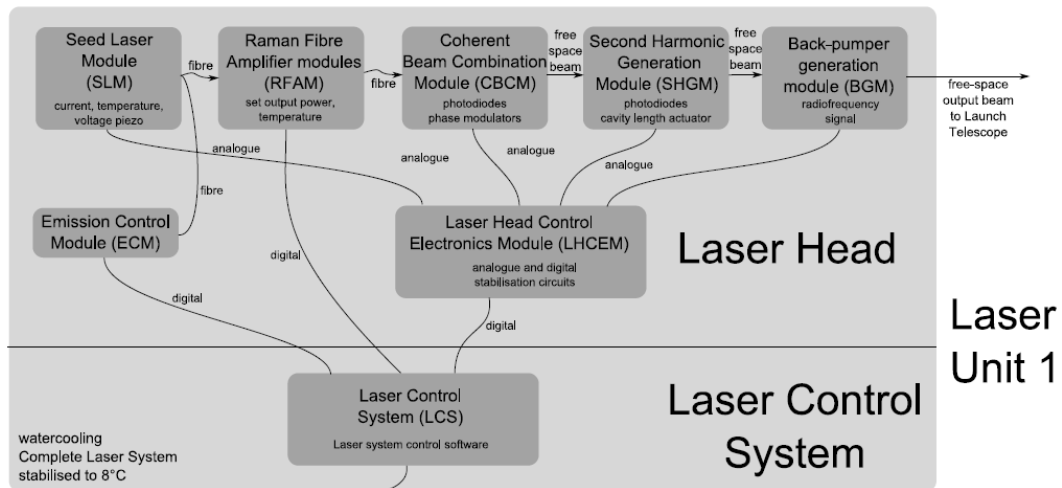 Seed Laser
Module
(SLM)
current, temperature,
voltage piezo
fibre
Raman Fibre
Amplifier modules
(RFAM)
set output power,
temperature
fibre
Coherent
Beam Combination
Module (CBCM)
photodiodes
phase modulators
free
space
beam
Second Harmonic
Generation
Module (SHGM)
photodiodes
cavity length actuator
free
space
beam
Back-pumper
generation
module (BGM)
radiofrequency
signal
free-space
output beam
to Launch
Telescope
analogue
analogue
analogue
analogue
fibre
Emission Control
Module (ECM)
Laser Head Control
Electronics Module (LHCEM)
analogue and digital
stabilisation circuits
Laser Head
digital
digital
digital
Laser
Unit 1
Laser Control
System (LCS)
Laser system control software
Laser Control
System
watercooling
Complete Laser System
stabilised to 8°C